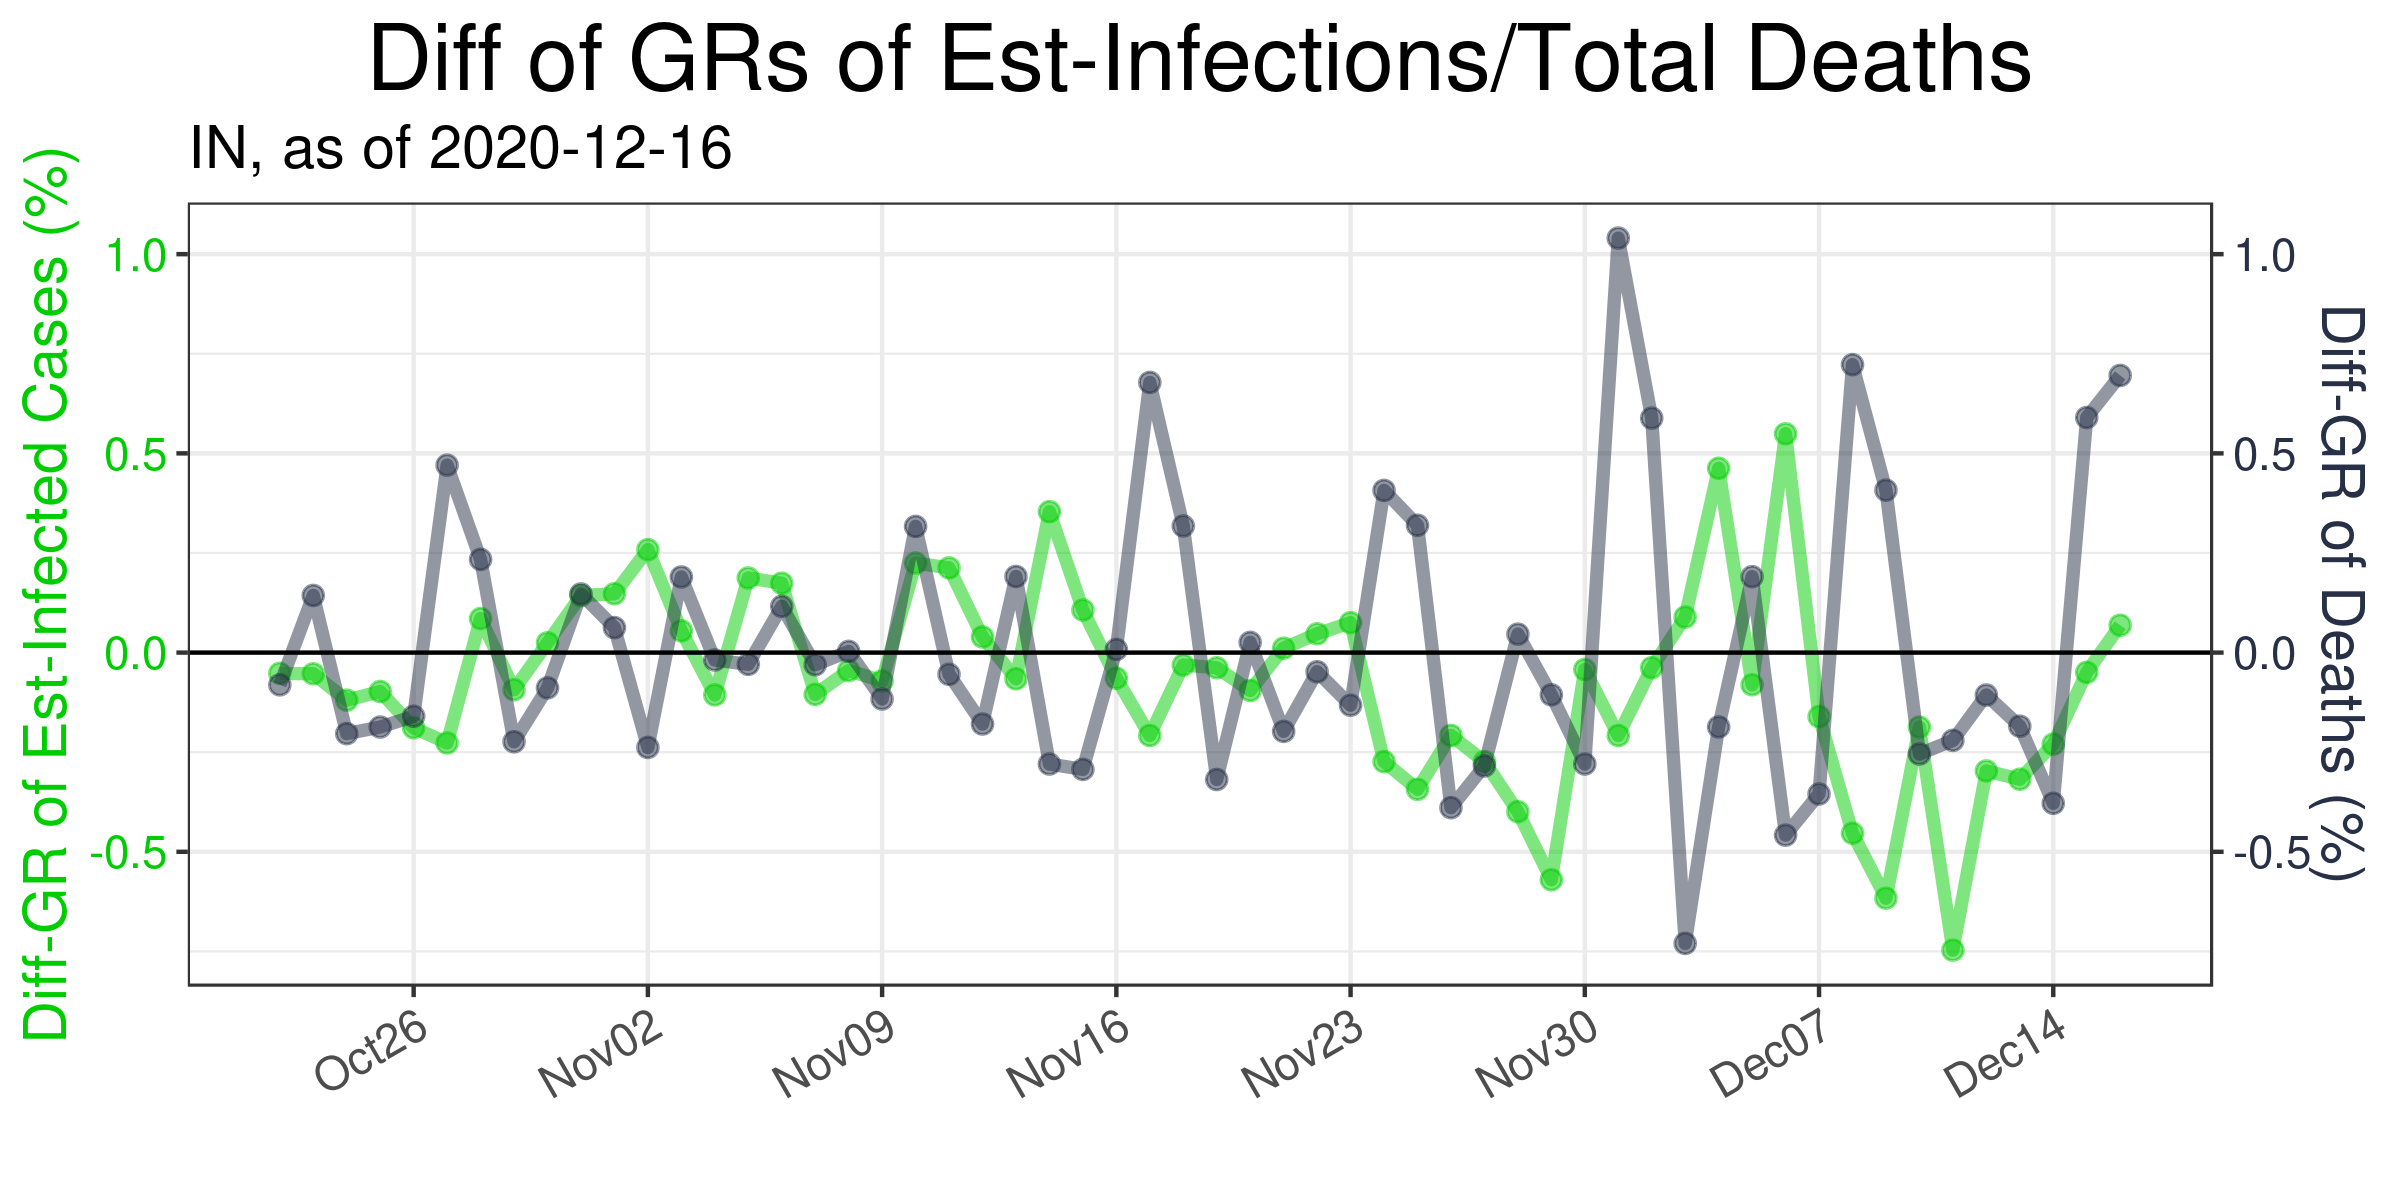 Diff of GRs of Est-Infections/Total Deaths
IN, as of 2020-12-16
Diff-GR of Est-Infected Cases (%)
1.0
0.5
0.0
-0.5
1.0
0.5
0.0
-0.5
Diff-GR of Deaths (%)
Oct26 Nov02 Nov09 Nov16 Nov23 Nov30 Dec07 Dec14